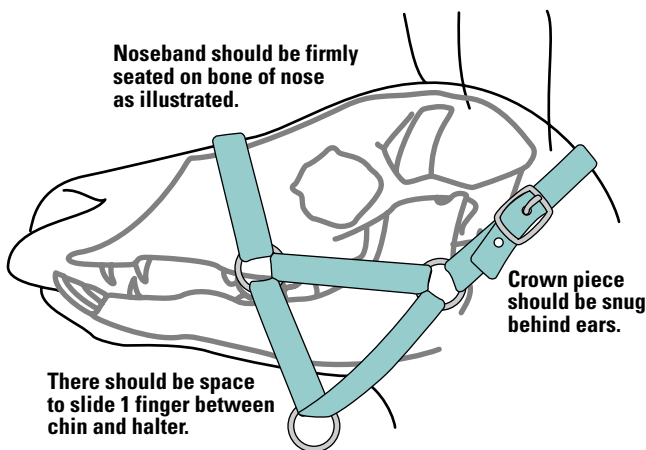 Noseband should be firmly
seated on bone of nose
as illustrated.
Crown piece
should be snug
behind ears.
There should be space
to slide 1 finger between
chin and halter.